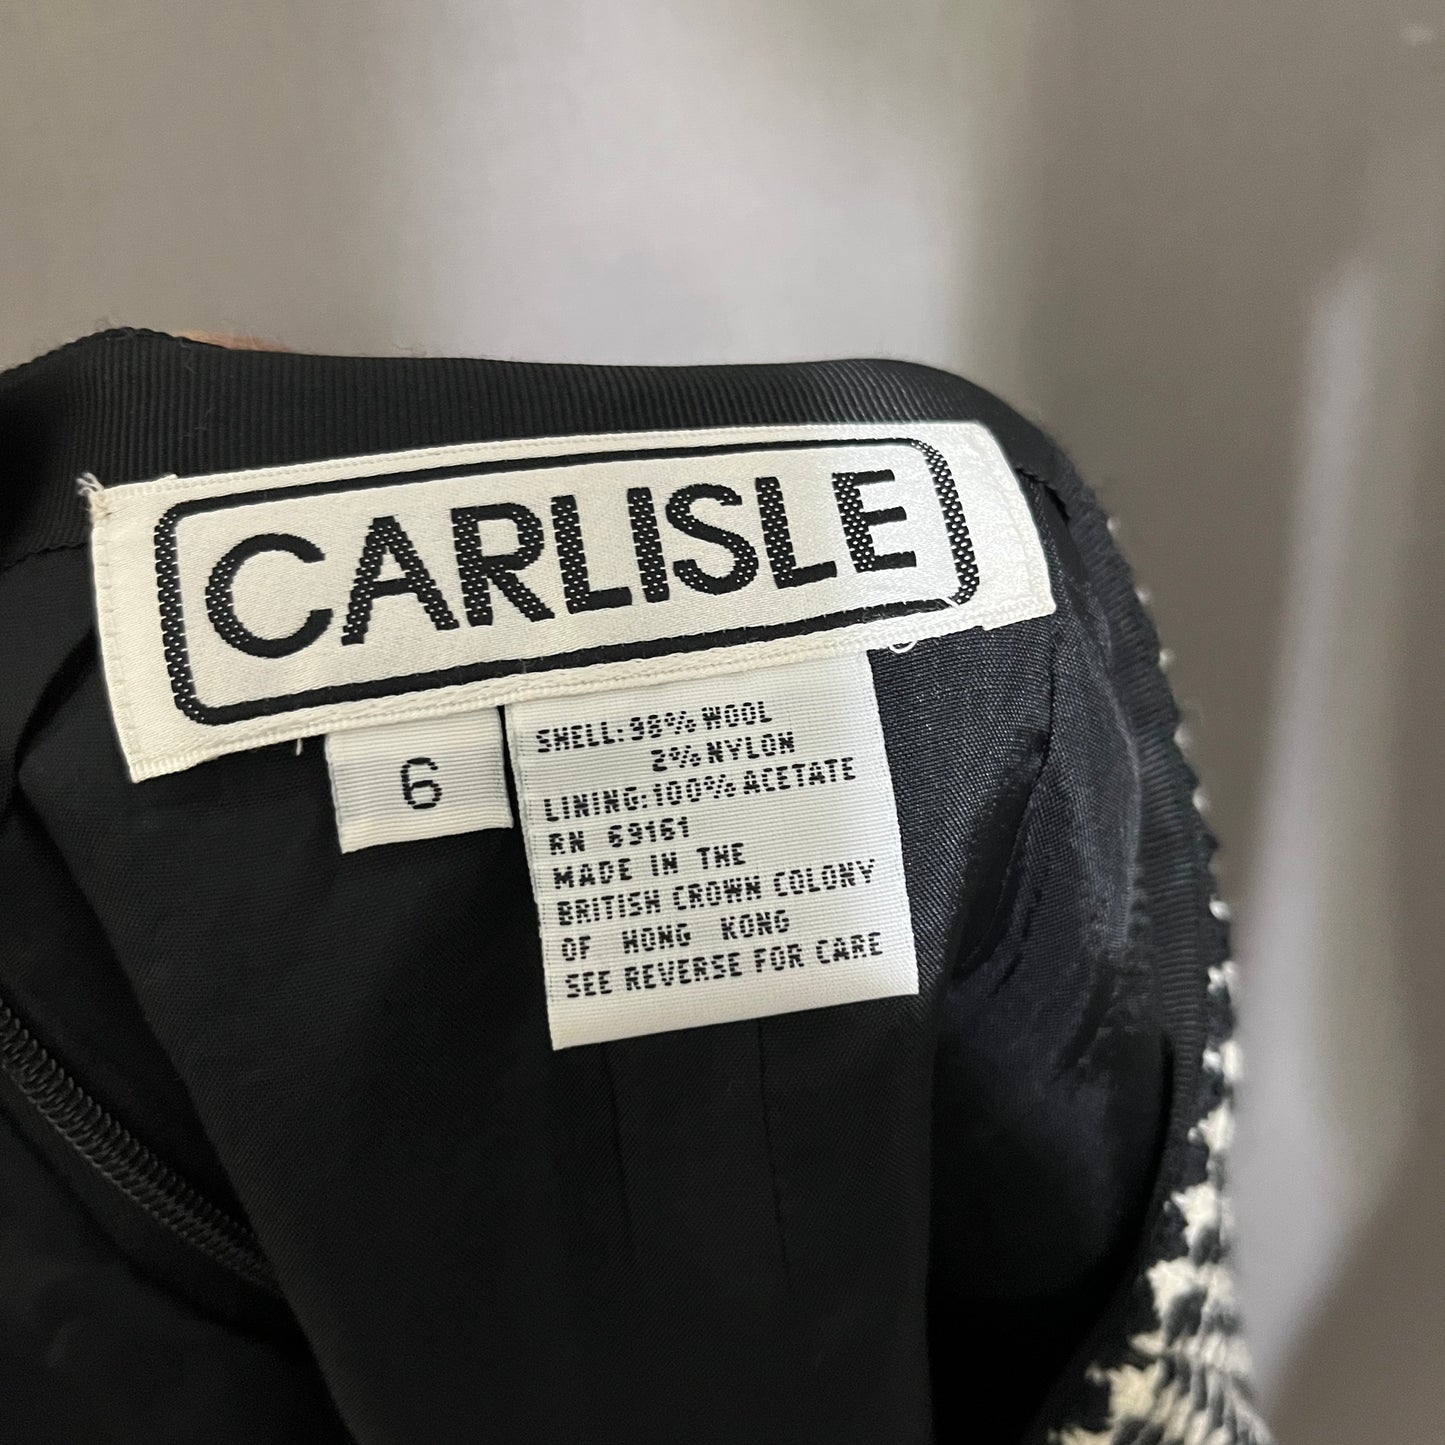 CARLISLE
6
SHELL: 98% WOOL
2% NYLON
LINING: 100% ACETATE
RN 69161
MADE IN THE
BRITISH CROWN COLONY
OF HONG KONG
SEE REVERSE FOR CARE